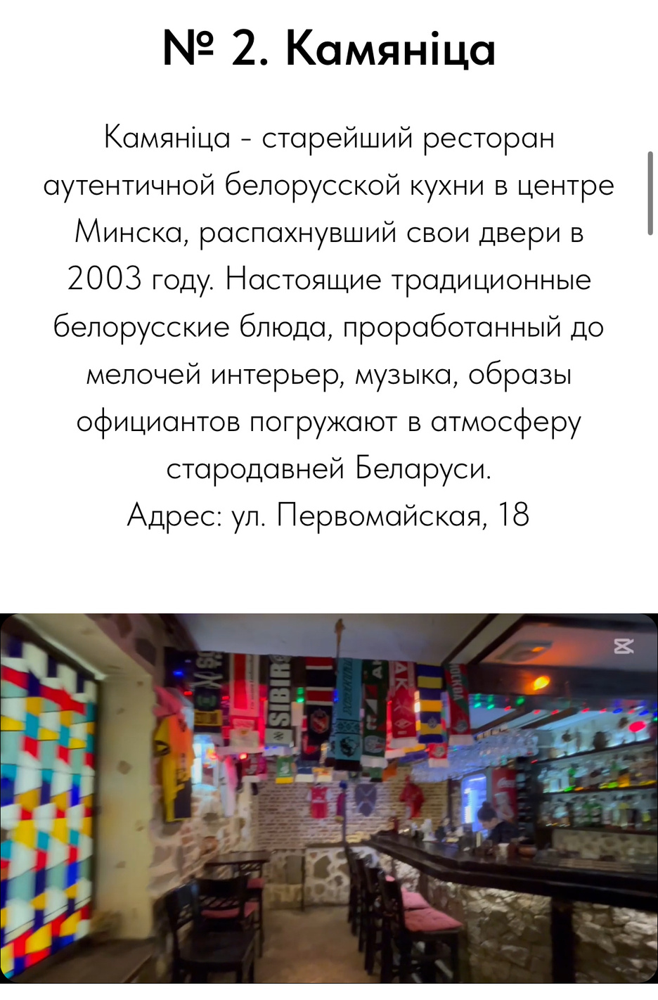 № 2. Камяніца
Камяніца - старейший ресторан
аутентичной белорусской кухни в центре
Минска, распахнувший свои двери в
2003 году. Настоящие традиционные
белорусские блюда, проработанный до
мелочей интерьер, музыка, образы
официантов погружают в атмосферу
стародавней Беларуси.
Адрес: ул. Первомайская, 18
SIBIR